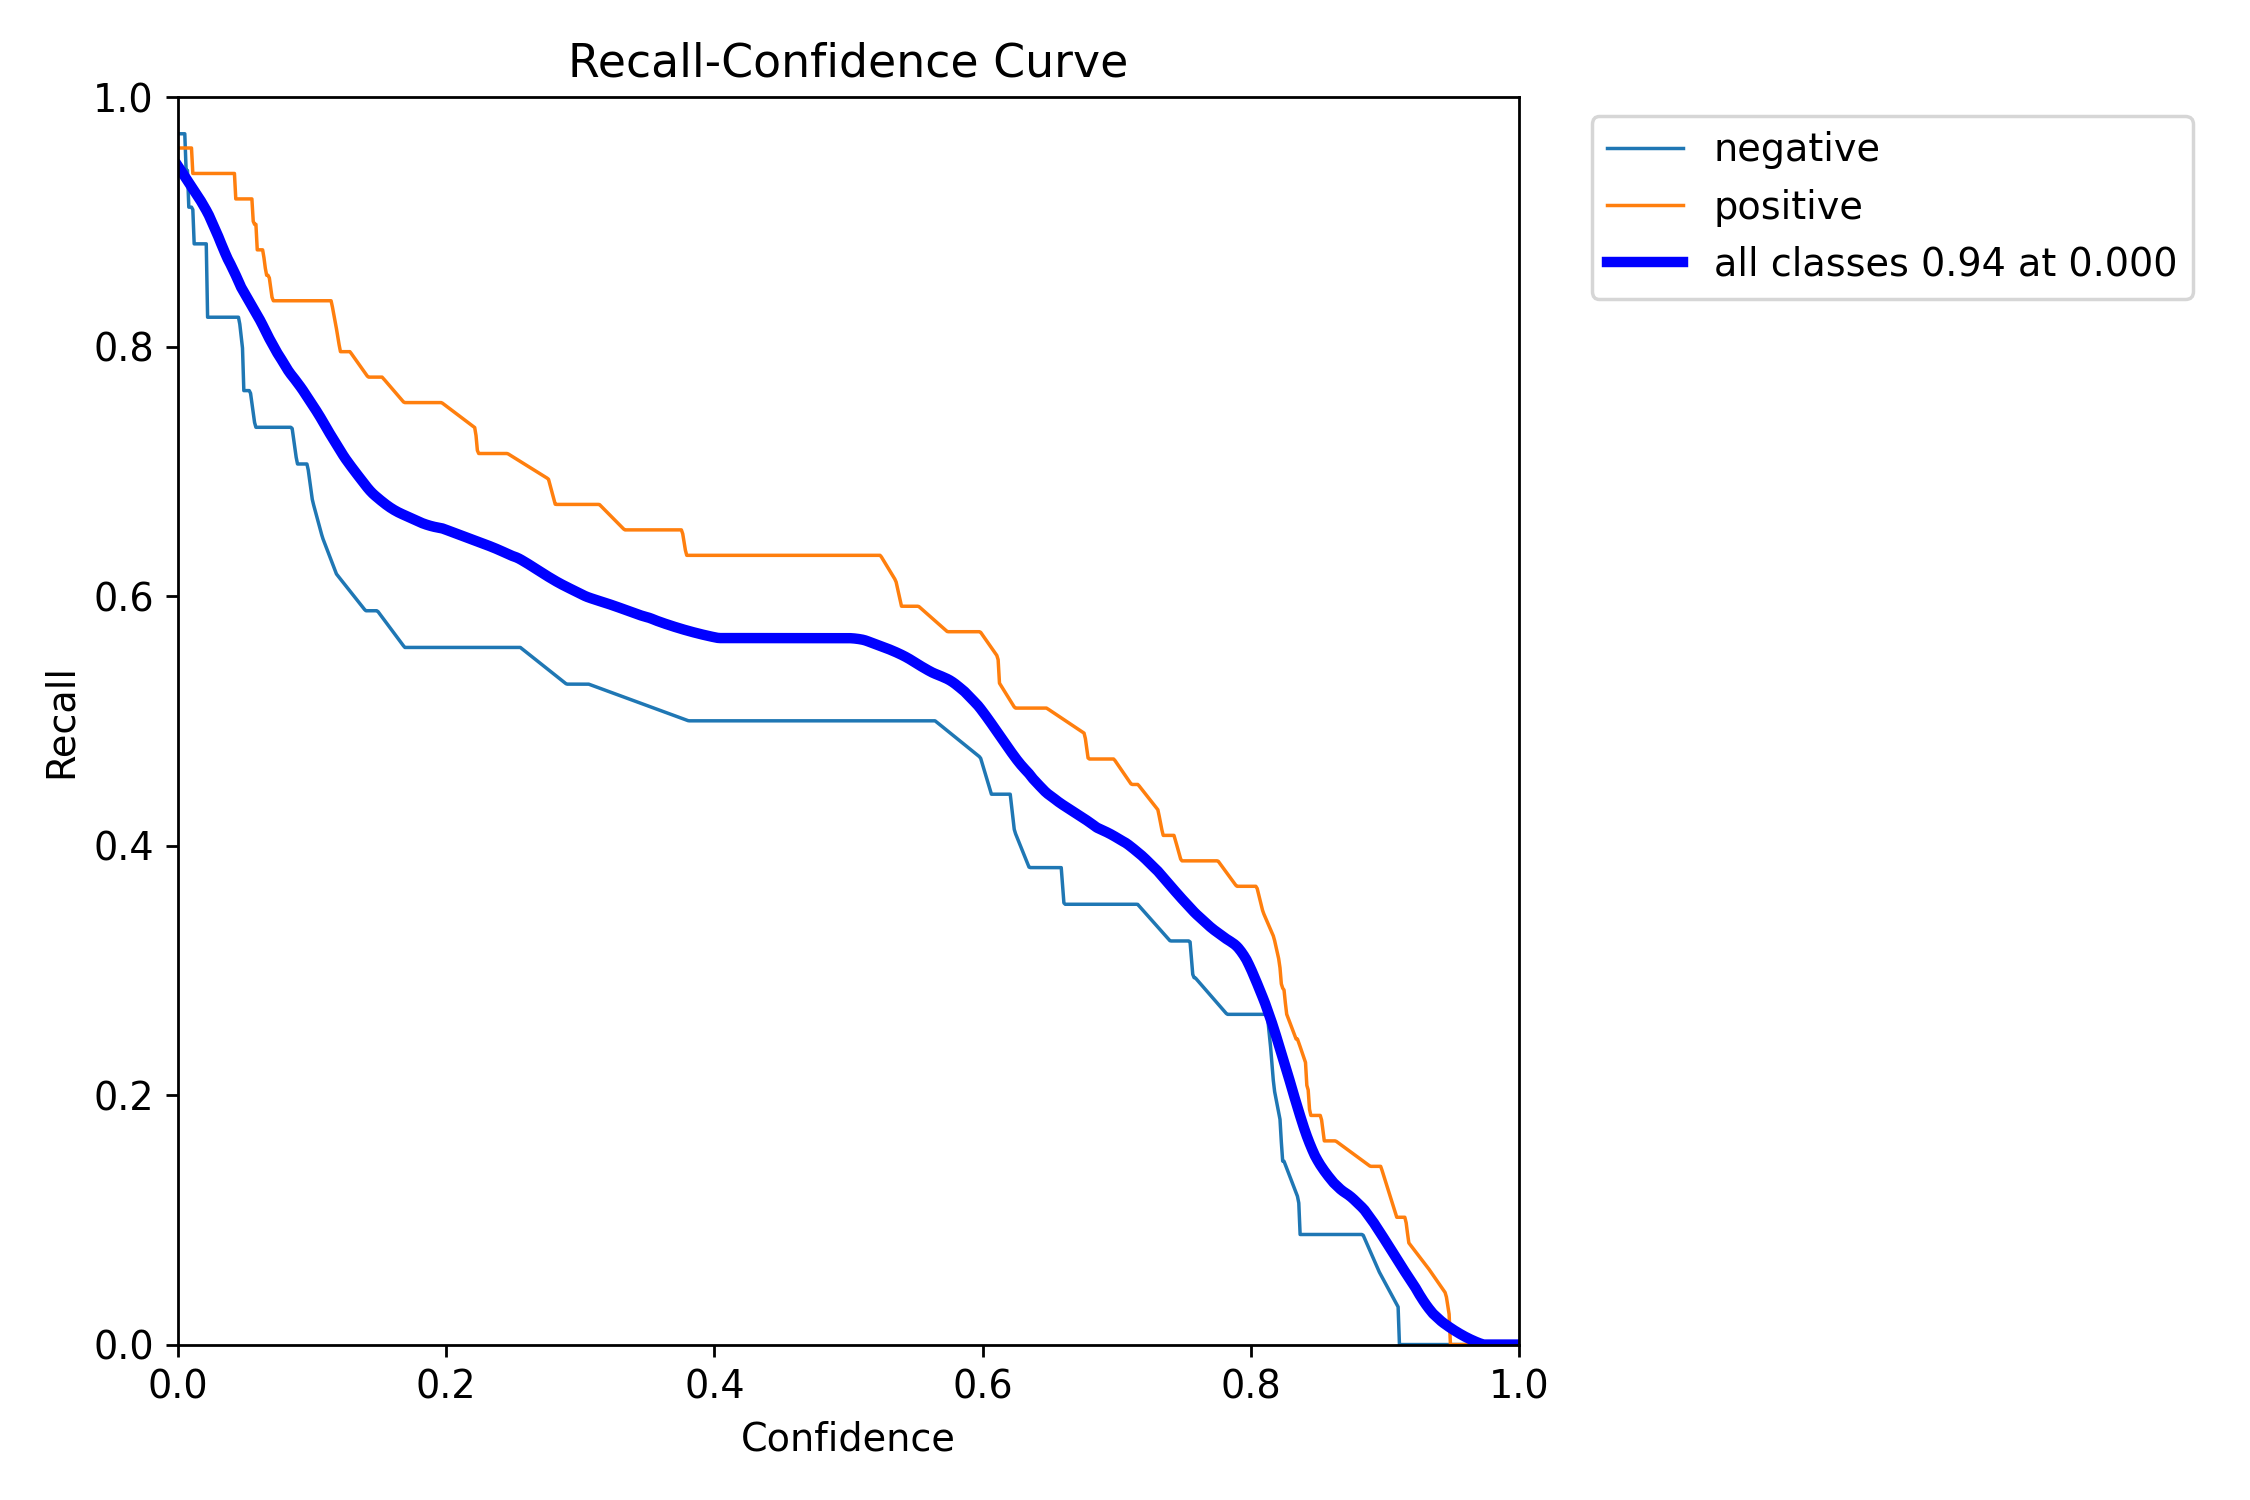 Recall-Confidence Curve
1.0
0.8
0.6
0.4
0.2
0.0
Recall
0.0 0.2 0.4 0.6 0.8 1.0
Confidence
negative
positive
all classes 0.94 at 0.000